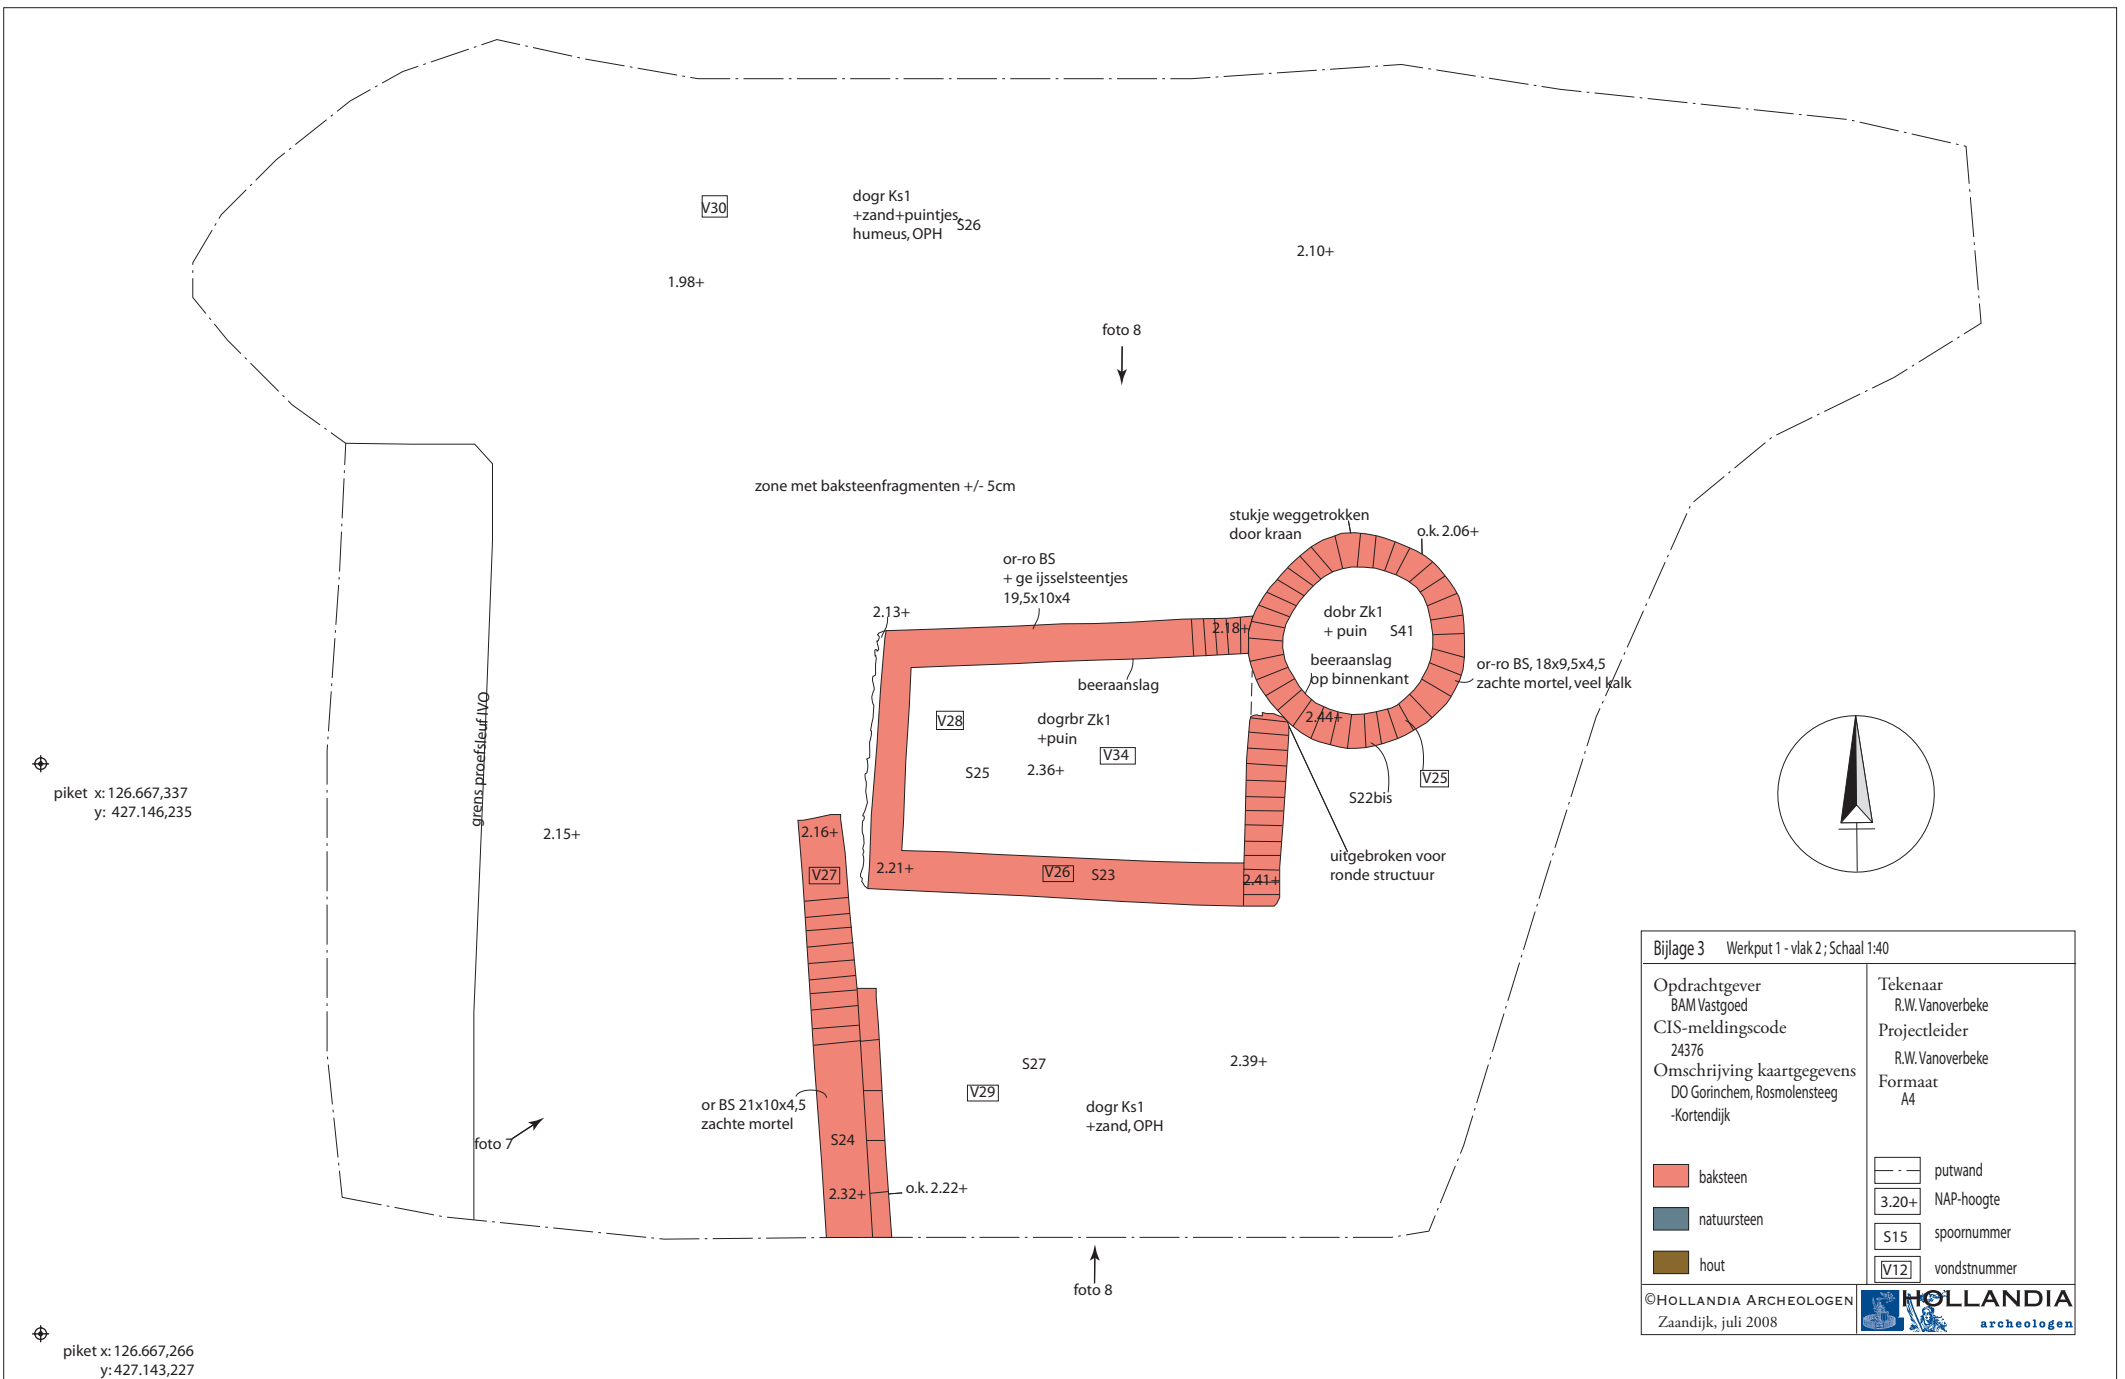 V30
dogr Ks1
+zand+puintjes,
humeus, OPH
S26
1.98+
2.10+
foto 8
zone met baksteenfragmenten +/- 5cm
stukje weggetrokken
door kraan
o.k. 2.06+
or-ro BS
+ ge ijsselsteentjes
19,5x10x4
2.13+
2.18+
dobr Zk1
+ puin
S41
beeraanslag
op binnenkant
or-ro BS, 18x9,5x4,5
zachte mortel, veel kalk
beeraanslag
V28
dogrbr Zk1
+puin
V34
2.44+
S25
2.36+
V25
S22bis
grens proefsleuf IVO
piket x: 126.667,337
y: 427.146,235
2.15+
2.16+
V27
2.21+
V26
S23
2.41+
uitgebroken voor
ronde structuur
S27
2.39+
V29
or BS 21x10x4,5
zachte mortel
dogr Ks1
+zand, OPH
foto 7
S24
2.32+
o.k. 2.22+
foto 8
piket x: 126.667,266
y: 427.143,227
Bijlage 3 Werkput 1 - vlak 2 ; Schaal 1:40
Opdrachtgever
BAM Vastgoed
CIS-meldingscode
24376
Omschrijving kaartgegevens
DO Gorinchem, Rosmolensteeg
-Kortendijk
Tekenaar
R.W. Vanoverbeke
Projectleider
R.W. Vanoverbeke
Formaat
A4
baksteen
natuursteen
hout
putwand
3.20+ NAP-hoogte
S15 spoornummer
V12 vondstnummer
©HOLLANDIA ARCHEOLOGEN
Zaandijk, juli 2008
HOLLANDIA
archeologen